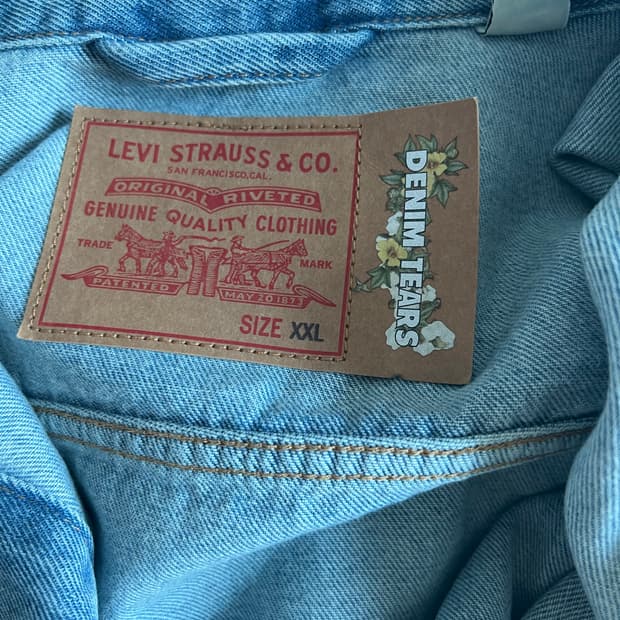 LEVI STRAUSS & CO.
SAN FRANCISCO, CAL.
ORIGINAL RIVETED
GENUINE QUALITY CLOTHING
TRADE MARK
PATENTED MAY 20 1873
SIZE XXL
DENIM TEARS